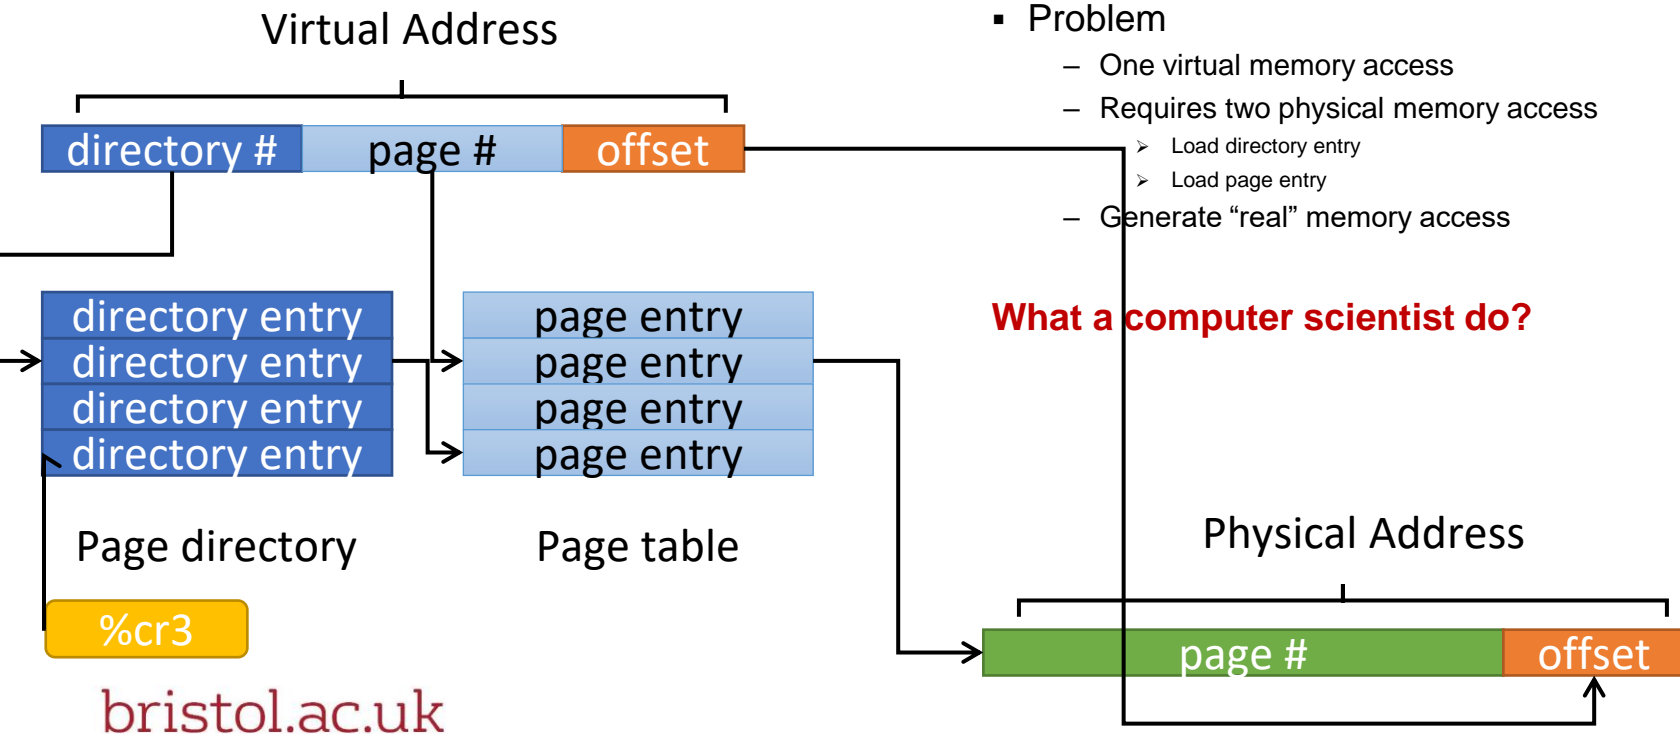 Virtual Address
directory #
page #
offset
directory entry
directory entry
directory entry
directory entry
Page directory
%cr3
page entry
page entry
page entry
page entry
Page table
▪ Problem
– One virtual memory access
– Requires two physical memory access
➢ Load directory entry
➢ Load page entry
– Generate “real” memory access
What a computer scientist do?
Physical Address
page #
offset
bristol.ac.uk